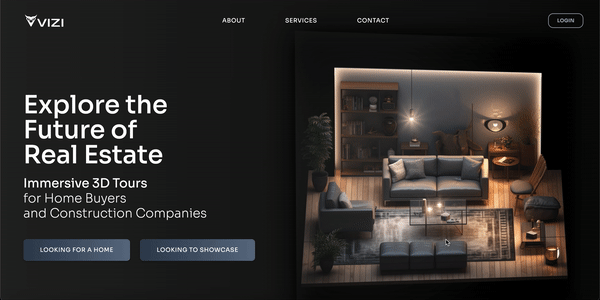 VIZI
ABOUT
SERVICES
CONTACT
LOGIN
Explore the
Future of
Real Estate
Immersive 3D Tours
for Home Buyers
and Construction Companies
LOOKING FOR A HOME
LOOKING TO SHOWCASE